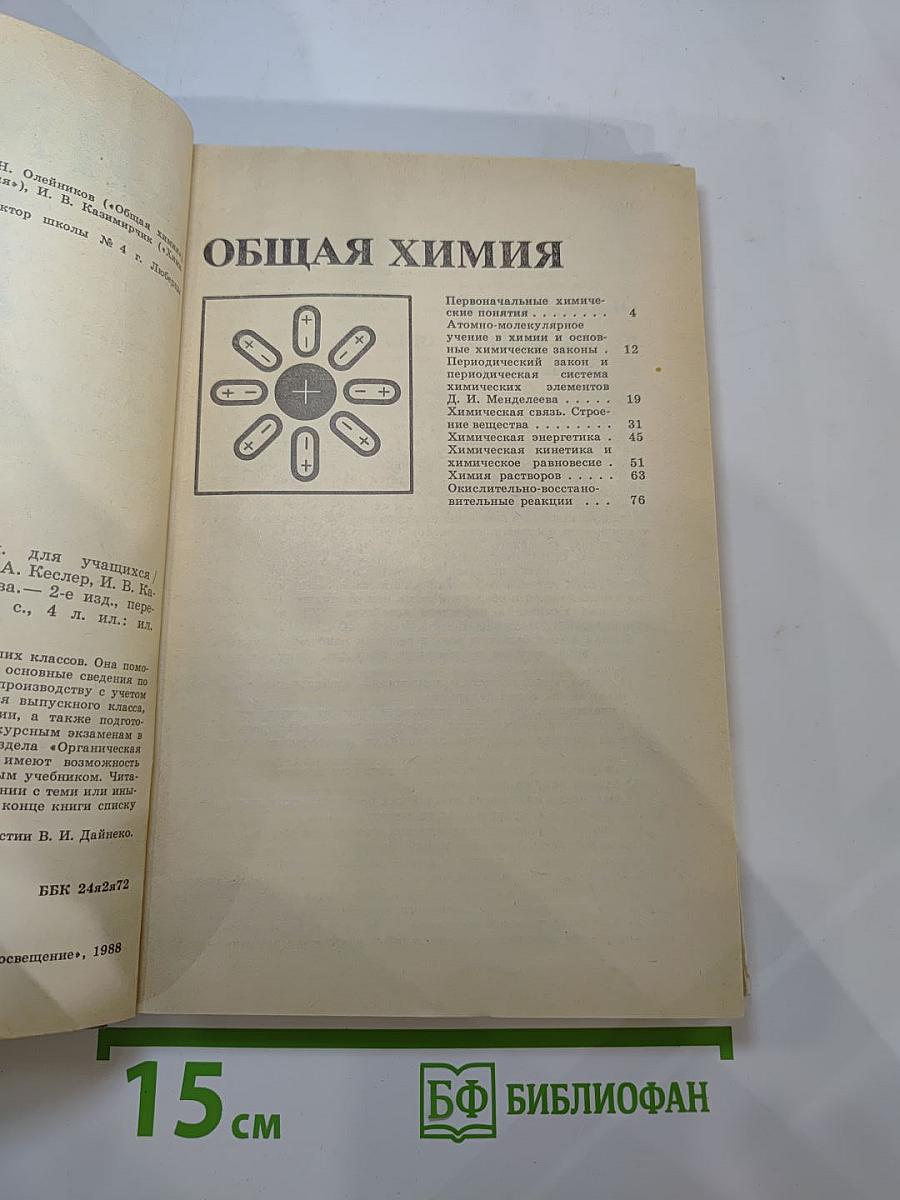 Н. Олейников («Общая химия»
ия»), И. В. Казимирчик («Хими
ктор школы № 4 г. Люберцы
. для учащихся/
А. Кеслер, И. В. Ка-
ва.— 2-е изд., пере-
с., 4 л. ил.: ил.
их классов. Она помо-
основные сведения по
производству с учетом
я выпускного класса,
ии, а также подгото-
курсным экзаменам в
здела «Органическая
имеют возможность
ым учебником. Чита-
нии с теми или ины-
конце книги списку
стии В. И. Дайнеко.
ББК 24я2я72
освещение», 1988
ОБЩАЯ ХИМИЯ
Первоначальные химиче-
ские понятия . . . . . . . . 4
Атомно-молекулярное
учение в химии и основ-
ные химические законы . 12
Периодический закон и
периодическая система
химических элементов
Д. И. Менделеева . . . . . 19
Химическая связь. Строе-
ние вещества . . . . . . . . 31
Химическая энергетика . 45
Химическая кинетика и
химическое равновесие . 51
Химия растворов . . . . . 63
Окислительно-восстано-
вительные реакции . . . 76
15 см
БФ БИБЛИОФАН